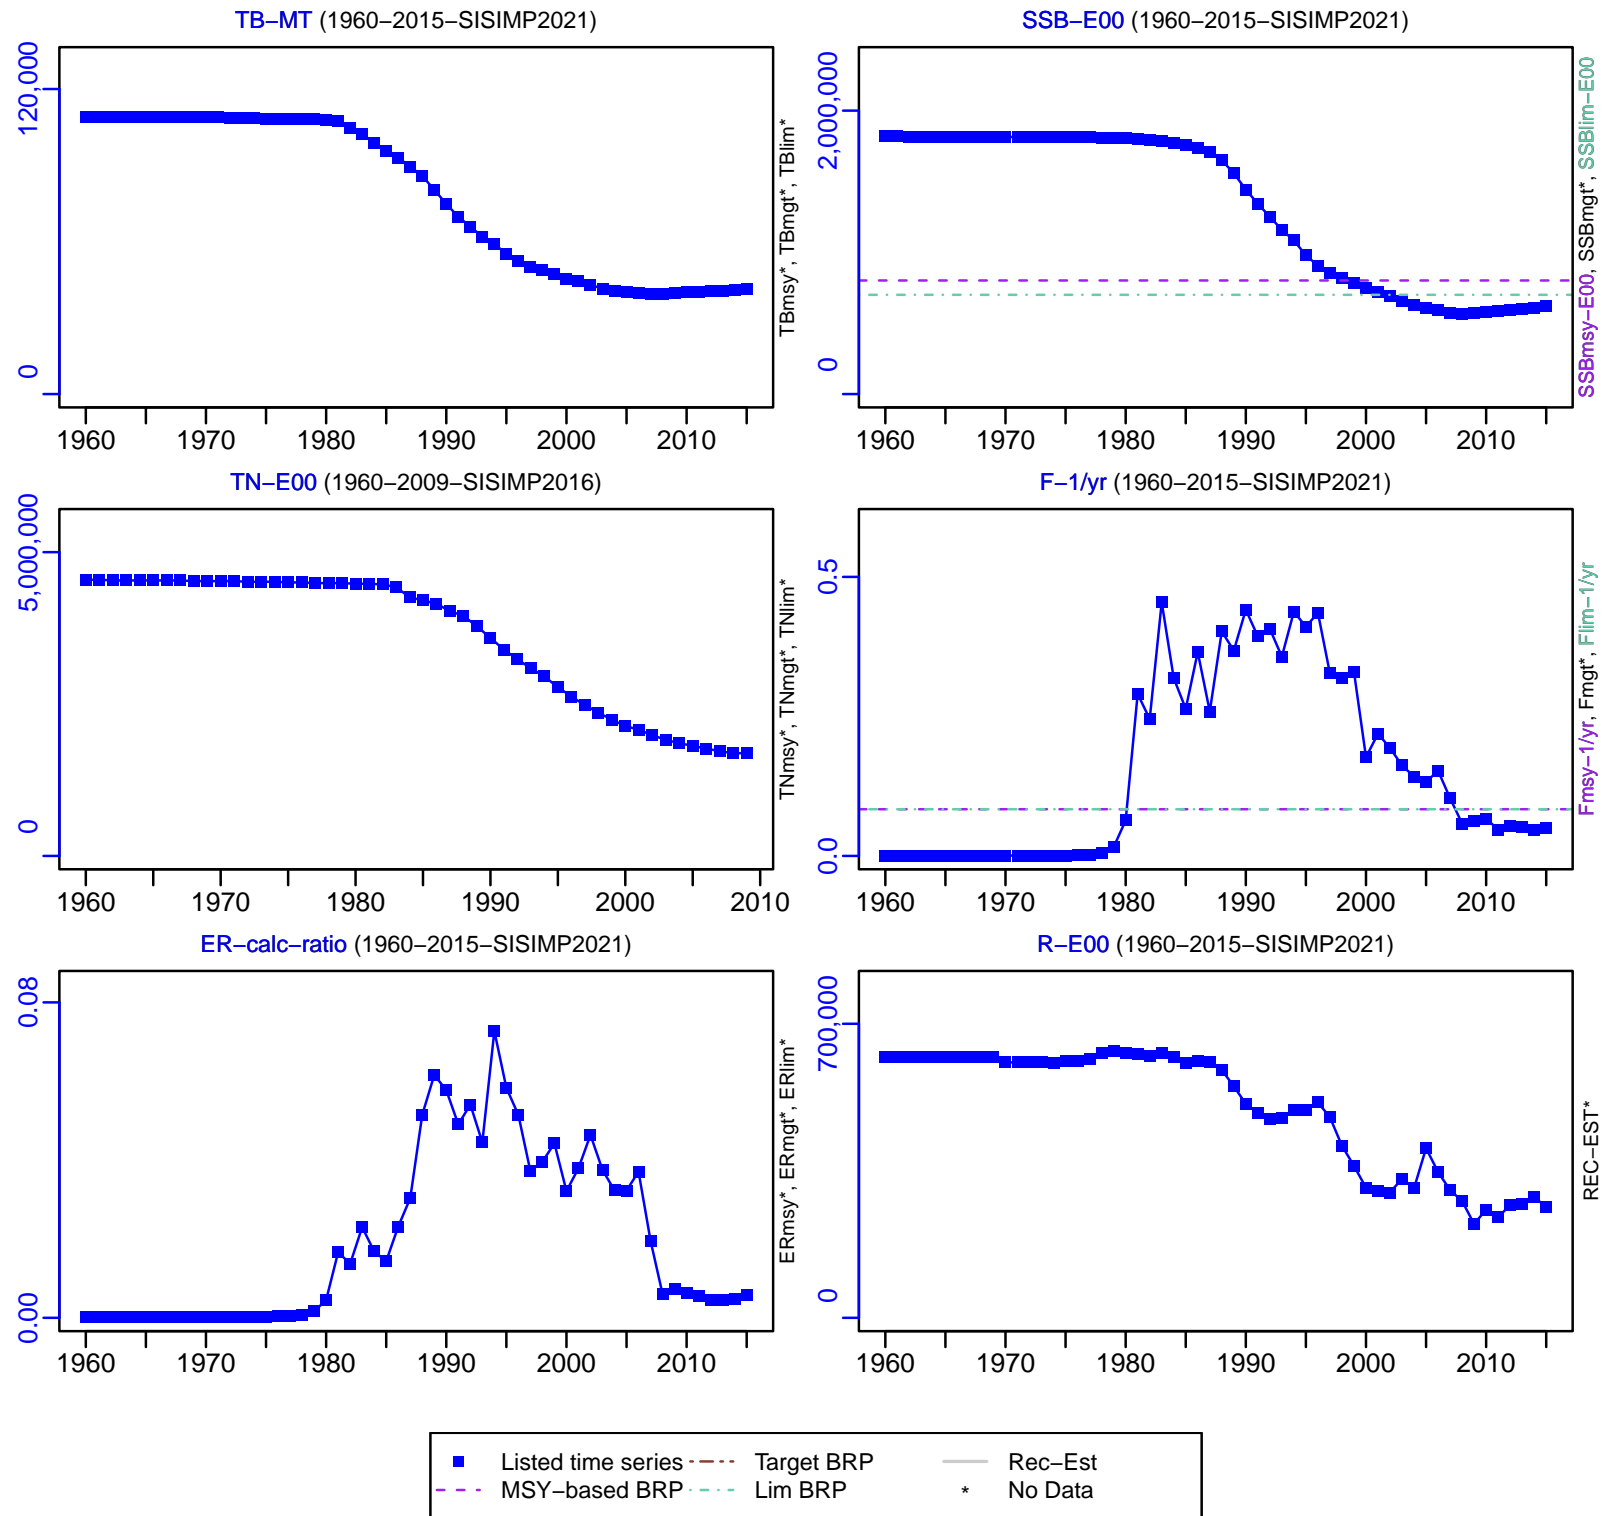 TB−MT (1960−2015−SISIMP2021)
120,000
0
1960 1970 1980 1990 2000 2010
TBmsy*, TBmgt*, TBlim*
SSB−E00 (1960−2015−SISIMP2021)
2,000,000
0
1960 1970 1980 1990 2000 2010
SSBmsy−E00, SSBmgt*, SSBlim−E00
TN−E00 (1960−2009−SISIMP2016)
5,000,000
0
1960 1970 1980 1990 2000 2010
TNmsy*, TNmgt*, TNlim*
F−1/yr (1960−2015−SISIMP2021)
0.5
0.0
1960 1970 1980 1990 2000 2010
Fmsy−1/yr, Fmgt*, Flim−1/yr
ER−calc−ratio (1960−2015−SISIMP2021)
0.08
0.00
1960 1970 1980 1990 2000 2010
ERmsy*, ERmgt*, ERlim*
R−E00 (1960−2015−SISIMP2021)
700,000
0
1960 1970 1980 1990 2000 2010
REC−EST*
Listed time series Target BRP Rec−Est
MSY−based BRP Lim BRP * No Data